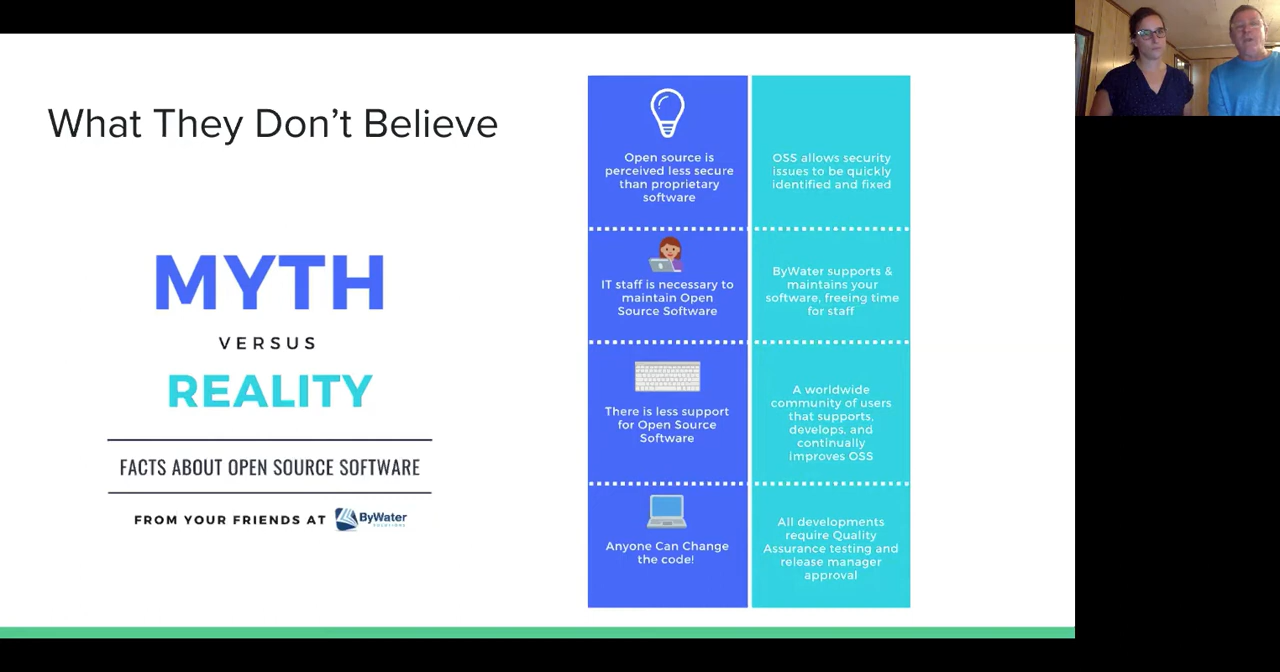 What They Don't Believe
MYTH
VERSUS
REALITY
FACTS ABOUT OPEN SOURCE SOFTWARE
FROM YOUR FRIENDS AT ByWater
SOLUTIONS
Open source is
perceived less secure
than proprietary
software
OSS allows security
issues to be quickly
identified and fixed
IT staff is necessary to
maintain Open
Source Software
ByWater supports &
maintains your
software, freeing time
for staff
There is less support
for Open Source
Software
A worldwide
community of users
that supports,
develops, and
continually
improves OSS
Anyone Can Change
the code!
All developments
require Quality
Assurance testing and
release manager
approval